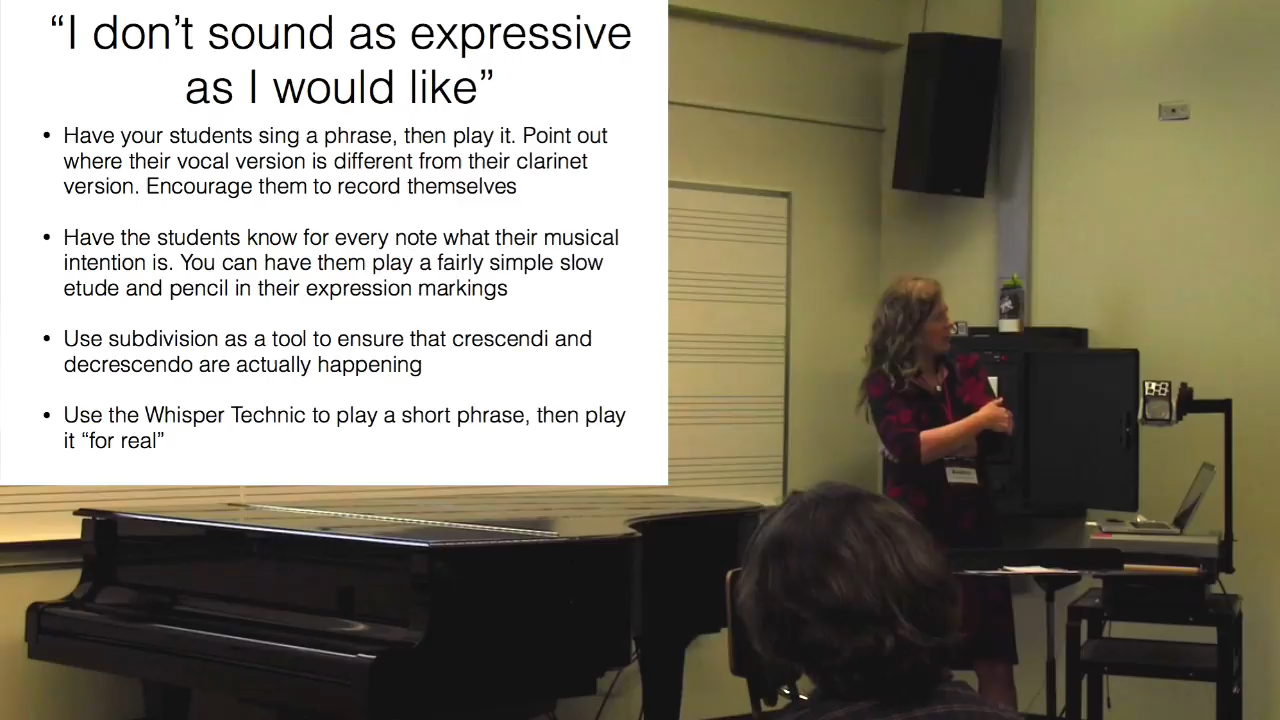 “I don’t sound as expressive
as I would like”
• Have your students sing a phrase, then play it. Point out
where their vocal version is different from their clarinet
version. Encourage them to record themselves
• Have the students know for every note what their musical
intention is. You can have them play a fairly simple slow
etude and pencil in their expression markings
• Use subdivision as a tool to ensure that crescendi and
decrescendo are actually happening
• Use the Whisper Technic to play a short phrase, then play
it “for real”